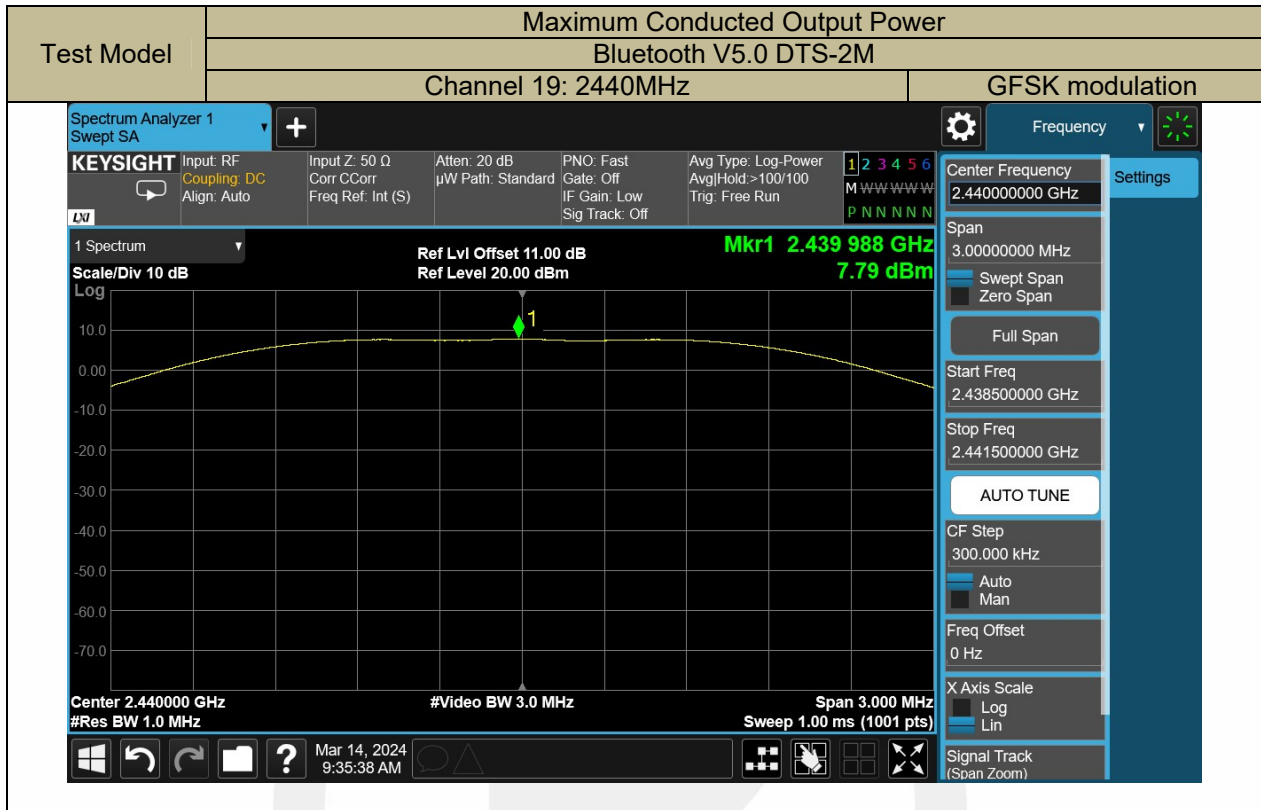 Test Model
Maximum Conducted Output Power
Bluetooth V5.0 DTS-2M
Channel 19: 2440MHz
GFSK modulation
Spectrum Analyzer 1
Swept SA
Frequency
KEYSIGHT
LXI
Input: RF
Coupling: DC
Align: Auto
Input Z: 50 Ω
Corr CCorr
Freq Ref: Int (S)
Atten: 20 dB
µW Path: Standard
PNO: Fast
Gate: Off
IF Gain: Low
Sig Track: Off
Avg Type: Log-Power
Avg|Hold:>100/100
Trig: Free Run
1 2 3 4 5 6
M W W W W W
P N N N N N
1 Spectrum
Scale/Div 10 dB
Ref Lvl Offset 11.00 dB
Ref Level 20.00 dBm
Mkr1 2.439 988 GHz
7.79 dBm
Log
1
10.0
0.00
-10.0
-20.0
-30.0
-40.0
-50.0
-60.0
-70.0
Center 2.440000 GHz
#Res BW 1.0 MHz
#Video BW 3.0 MHz
Span 3.000 MHz
Sweep 1.00 ms (1001 pts)
?
Mar 14, 2024
9:35:38 AM
Center Frequency
2.440000000 GHz
Settings
Span
3.00000000 MHz
Swept Span
Zero Span
Full Span
Start Freq
2.438500000 GHz
Stop Freq
2.441500000 GHz
AUTO TUNE
CF Step
300.000 kHz
Auto
Man
Freq Offset
0 Hz
X Axis Scale
Log
Lin
Signal Track
(Span Zoom)